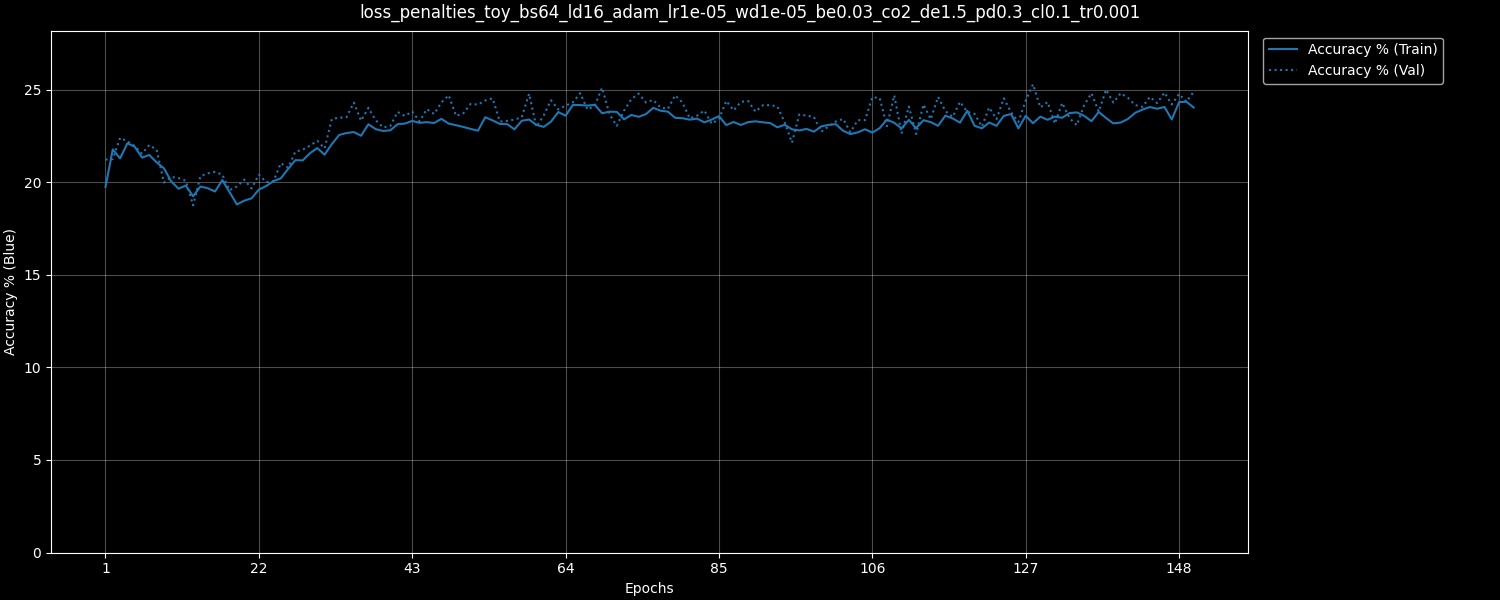 loss_penalties_toy_bs64_ld16_adam_lr1e-05_wd1e-05_be0.03_co2_de1.5_pd0.3_cl0.1_tr0.001
Accuracy % (Train)
Accuracy % (Val)
Accuracy % (Blue)
25
20
15
10
5
0
1 22 43 64 85 106 127 148
Epochs